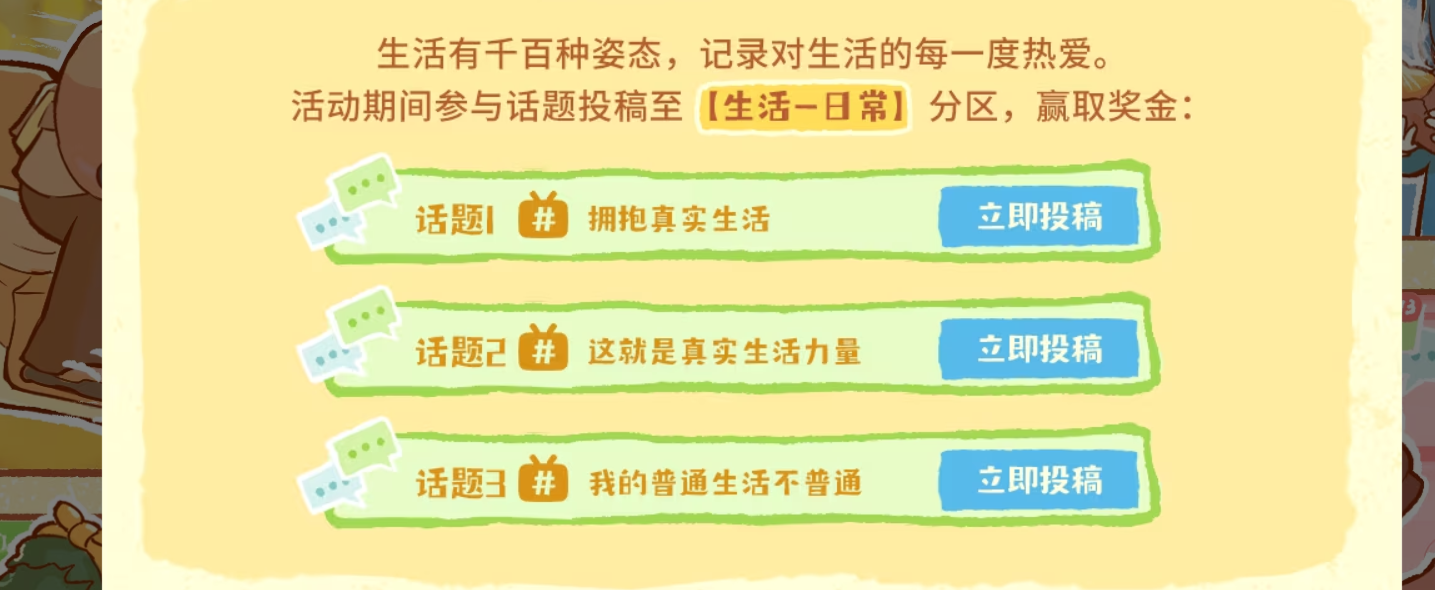 生活有千百种姿态，记录对生活的每一度热爱。
活动期间参与话题投稿至【生活－日常】分区，赢取奖金：
话题1 # 拥抱真实生活 立即投稿
话题2 # 这就是真实生活力量 立即投稿
话题3 # 我的普通生活不普通 立即投稿